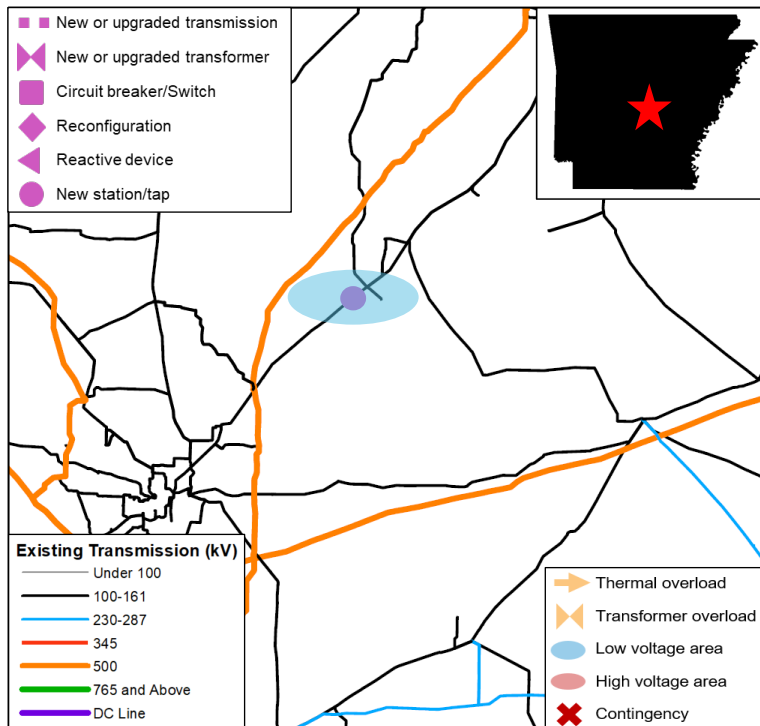 New or upgraded transmission
New or upgraded transformer
Circuit breaker/Switch
Reconfiguration
Reactive device
New station/tap
Existing Transmission (kV)
Under 100
100-161
230-287
345
500
765 and Above
DC Line
Thermal overload
Transformer overload
Low voltage area
High voltage area
Contingency